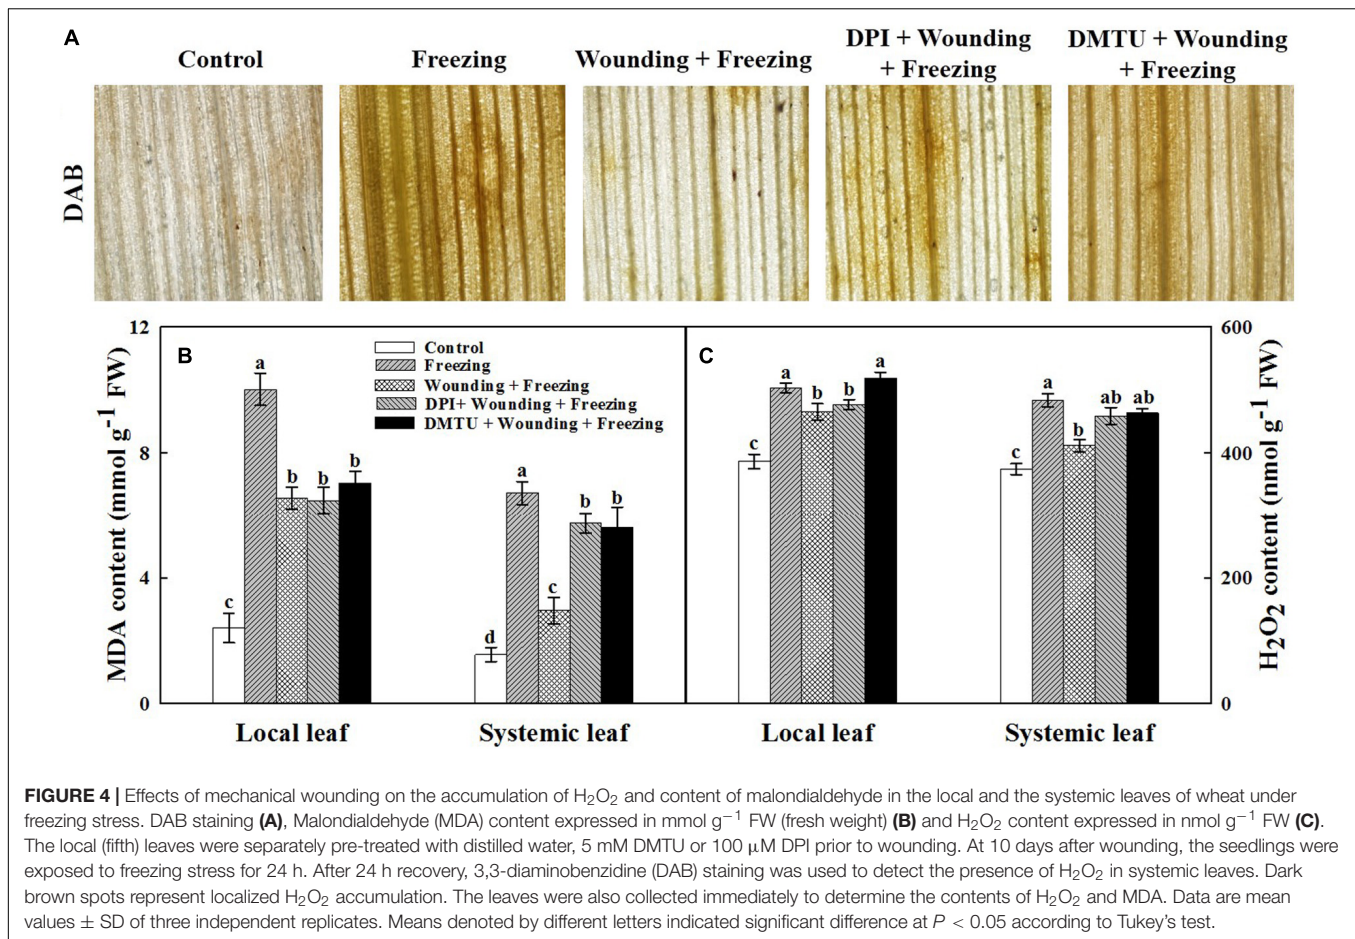 A
Control
Freezing
Wounding + Freezing
DPI + Wounding
+ Freezing
DMTU + Wounding
+ Freezing
DAB
MDA content (nmol g⁻¹ FW)
12
8
4
0
B
Control
Freezing
Wounding + Freezing
DPI+ Wounding + Freezing
DMTU + Wounding + Freezing
c
a
b
b
b
d
a
c
b
b
Local leaf
Systemic leaf
C
c
a
b
b
a
c
a
b
ab
ab
Local leaf
Systemic leaf
600
400
200
0
H₂O₂ content (nmol g⁻¹ FW)
FIGURE 4 | Effects of mechanical wounding on the accumulation of H₂O₂ and content of malondialdehyde in the local and the systemic leaves of wheat under
freezing stress. DAB staining (A), Malondialdehyde (MDA) content expressed in mmol g⁻¹ FW (fresh weight) (B) and H₂O₂ content expressed in nmol g⁻¹ FW (C).
The local (fifth) leaves were separately pre-treated with distilled water, 5 mM DMTU or 100 μM DPI prior to wounding. At 10 days after wounding, the seedlings were
exposed to freezing stress for 24 h. After 24 h recovery, 3,3-diaminobenzidine (DAB) staining was used to detect the presence of H₂O₂ in systemic leaves. Dark
brown spots represent localized H₂O₂ accumulation. The leaves were also collected immediately to determine the contents of H₂O₂ and MDA. Data are mean
values ± SD of three independent replicates. Means denoted by different letters indicated significant difference at P < 0.05 according to Tukey's test.